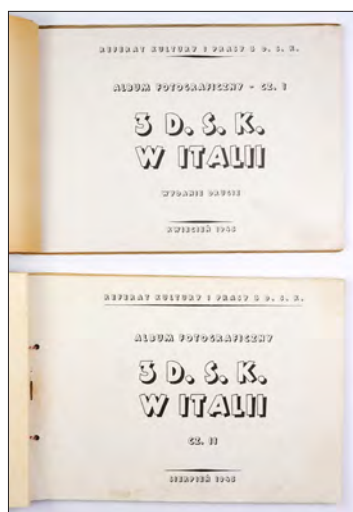 REFERAT KULTURY I PRASY 3 D. S. K.
ALBUM FOTOGRAFICZNY - CZ. I
3 D. S. K.
W ITALII
WYDANIE DRUGIE
KWIECIEŃ 1945
REFERAT KULTURY I PRASY 3 D. S. K.
ALBUM FOTOGRAFICZNY
3 D. S. K.
W ITALII
CZ. II
SIERPIEŃ 1945